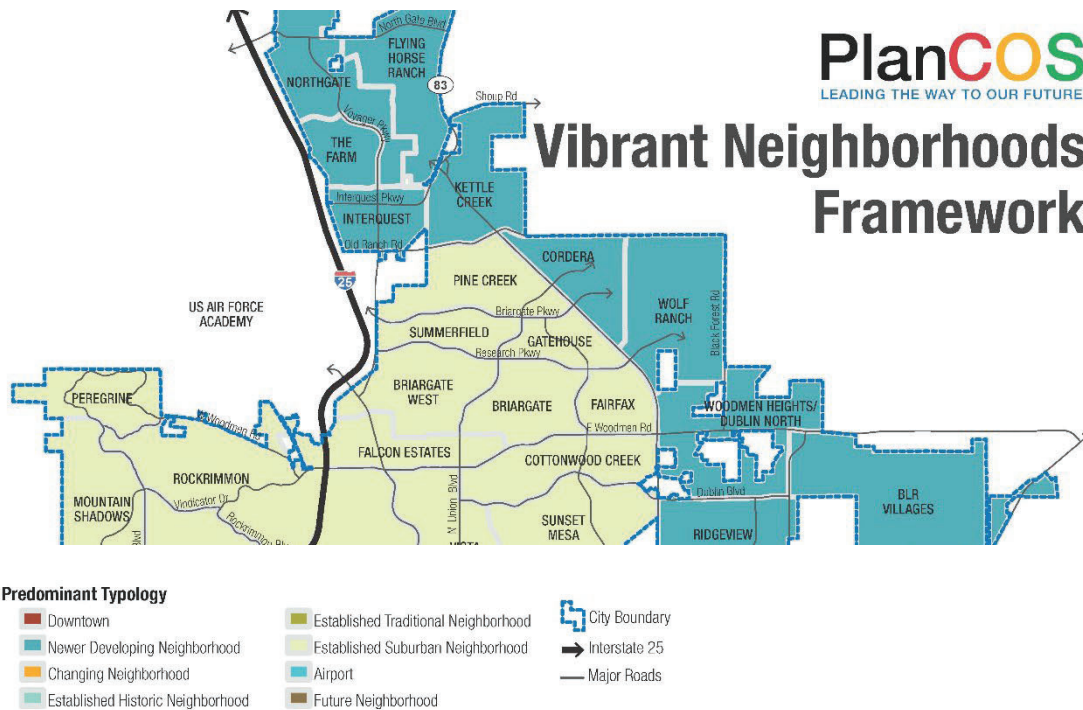 PlanCOS
LEADING THE WAY TO OUR FUTURE
Vibrant Neighborhoods
Framework
North Gate Blvd
FLYING
HORSE
RANCH
NORTHGATE
83
Shoup Rd
Voyager Pkwy
THE
FARM
KETTLE
CREEK
Interquest Pkwy
INTERQUEST
Old Ranch Rd
CORDERA
25
PINE CREEK
US AIR FORCE
ACADEMY
WOLF
RANCH
Briargate Pkwy
Black Forest Rd
SUMMERFIELD
GATEHOUSE
Research Pkwy
BRIARGATE
WEST
PEREGRINE
BRIARGATE
FAIRFAX
WOODMEN HEIGHTS/
DUBLIN NORTH
Woodmen Rd
E Woodmen Rd
FALCON ESTATES
COTTONWOOD CREEK
ROCKRIMMON
MOUNTAIN
SHADOWS
Vindicator Dr
N Union Blvd
Dublin Blvd
BLR
VILLAGES
Rockrimmon
SUNSET
MESA
RIDGEVIEW
Blvd
Predominant Typology
Downtown
Newer Developing Neighborhood
Changing Neighborhood
Established Historic Neighborhood
Established Traditional Neighborhood
Established Suburban Neighborhood
Airport
Future Neighborhood
City Boundary
Interstate 25
Major Roads